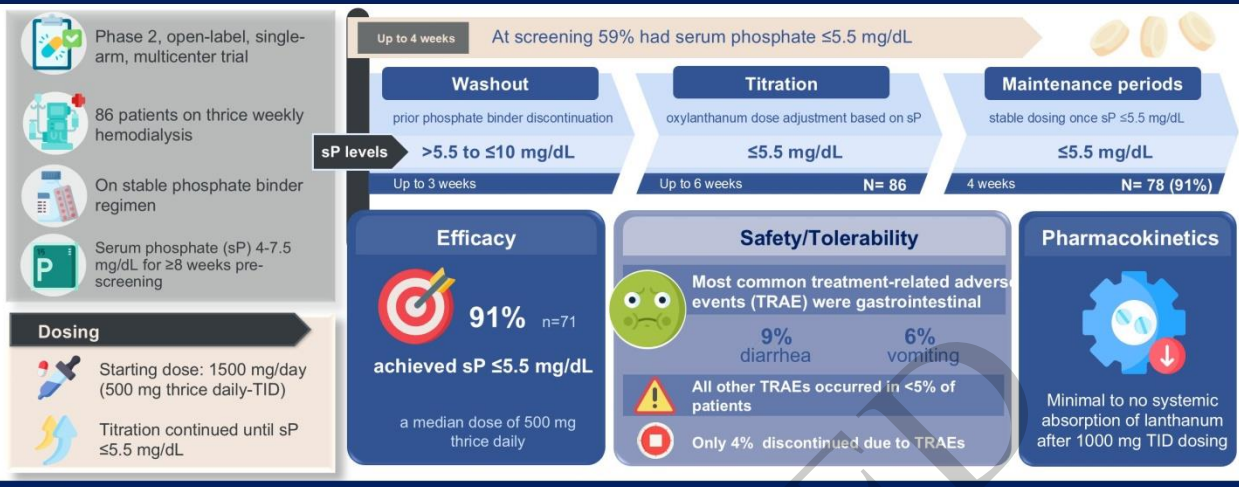 Phase 2, open-label, single-
arm, multicenter trial
86 patients on thrice weekly
hemodialysis
On stable phosphate binder
regimen
P
Serum phosphate (sP) 4-7.5
mg/dL for ≥8 weeks pre-
screening
Dosing
Starting dose: 1500 mg/day
(500 mg thrice daily-TID)
Titration continued until sP
≤5.5 mg/dL
Up to 4 weeks
At screening 59% had serum phosphate ≤5.5 mg/dL
sP levels
Washout
prior phosphate binder discontinuation
>5.5 to ≤10 mg/dL
Up to 3 weeks
Titration
oxylanthanum dose adjustment based on sP
≤5.5 mg/dL
Up to 6 weeks N= 86
Maintenance periods
stable dosing once sP ≤5.5 mg/dL
≤5.5 mg/dL
4 weeks N= 78 (91%)
Efficacy
91% n=71
achieved sP ≤5.5 mg/dL
a median dose of 500 mg
thrice daily
Safety/Tolerability
Most common treatment-related adverse
events (TRAE) were gastrointestinal
9% 6%
diarrhea vomiting
All other TRAEs occurred in <5% of
patients
Only 4% discontinued due to TRAEs
Pharmacokinetics
Minimal to no systemic
absorption of lanthanum
after 1000 mg TID dosing